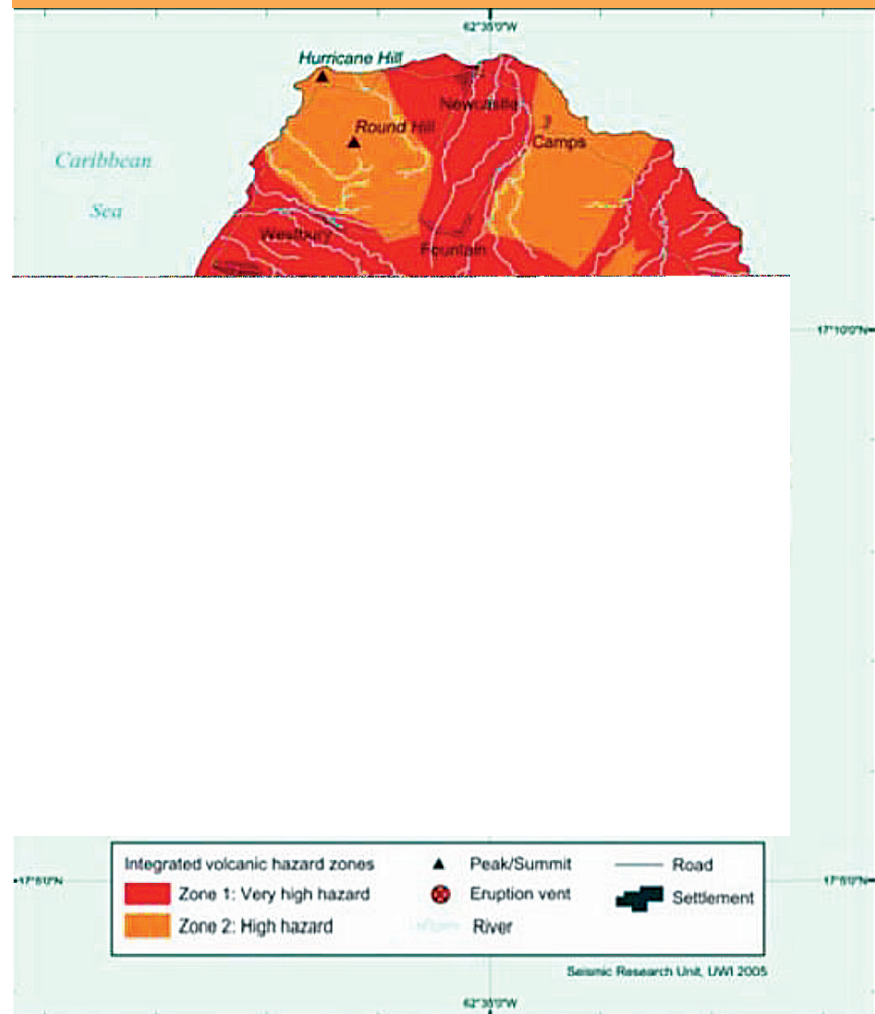 62°35'0"W
Hurricane Hill
Newcastle
Round Hill
Camps
Caribbean
Sea
Westbury
Fountain
17°10'0"N
Integrated volcanic hazard zones
Zone 1: Very high hazard
Zone 2: High hazard
Peak/Summit
Eruption vent
River
Road
Settlement
17°5'0"N
17°5'0"N
Seismic Research Unit, UWI 2005
62°35'0"W